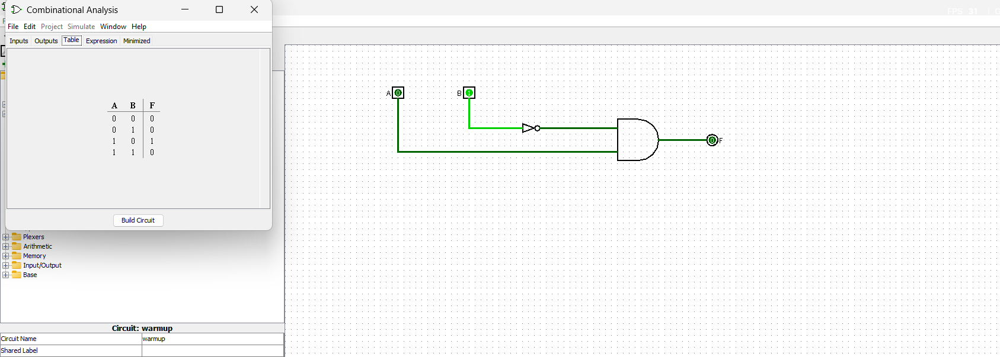 Combinational Analysis
FPS 31
File Edit Project Simulate Window Help
Inputs Outputs Table Expression Minimized
A B F
0 0 0
0 1 0
1 0 1
1 1 0
Build Circuit
A 0
B 1
0 F
Plexers
Arithmetic
Memory
Input/Output
Base
Circuit: warmup
Circuit Name warmup
Shared Label